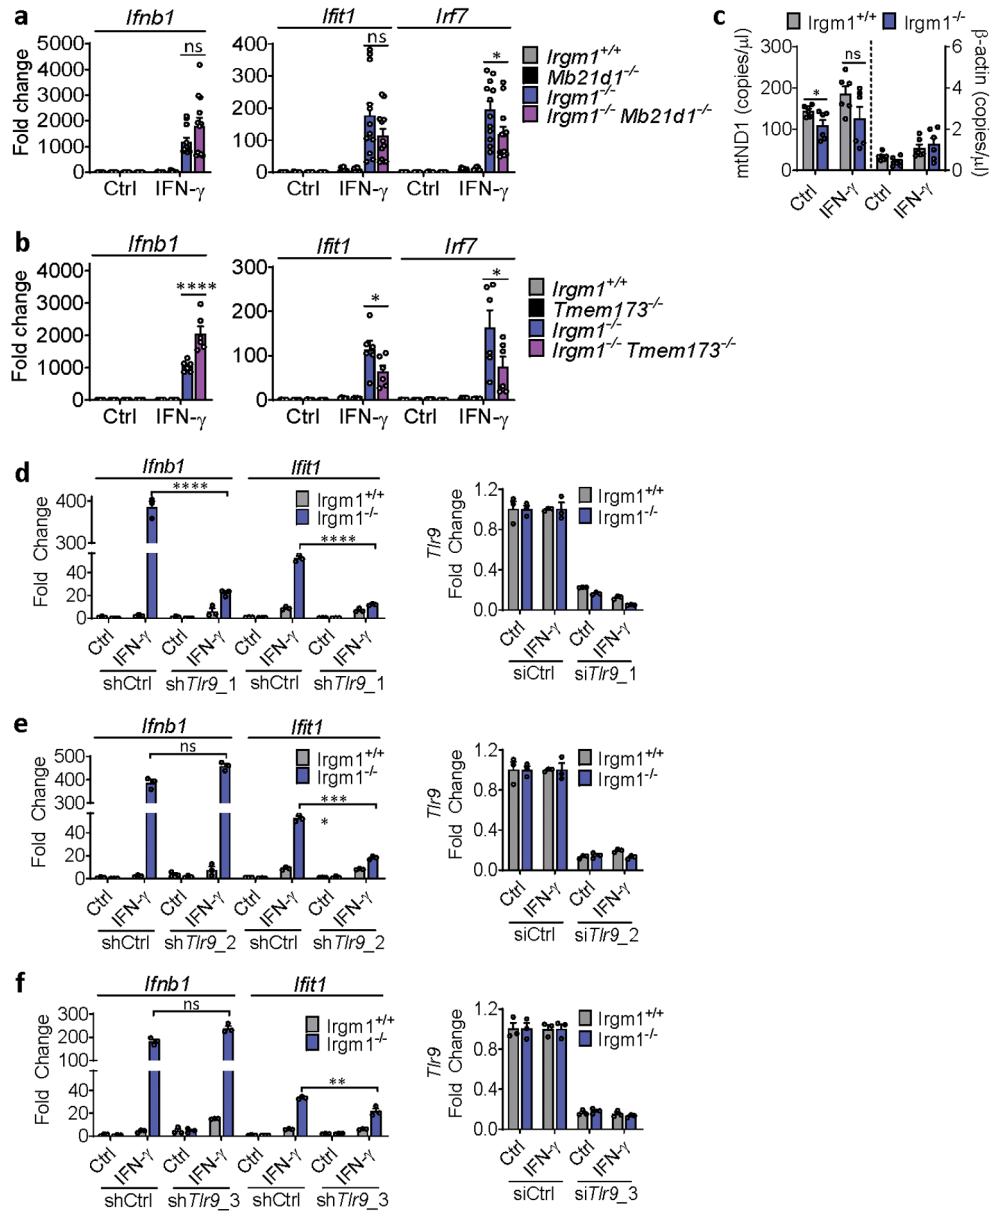 a
Ifnb1
Ifit1
Irf7
Fold change
5000
4000
3000
2000
1000
0
ns
Ctrl
IFN-γ
400
300
200
100
0
ns
*
Ctrl
IFN-γ
Ctrl
IFN-γ
Irgm1+/+
Mb21d1-/-
Irgm1-/-
Irgm1-/- Mb21d1-/-
c
Irgm1+/+
Irgm1-/-
mtND1 (copies/µl)
300
200
100
0
*
ns
6
4
2
0
β-actin (copies/µl)
Ctrl
IFN-γ
Ctrl
IFN-γ
b
Ifnb1
Ifit1
Irf7
Fold change
4000
3000
2000
1000
0
****
Ctrl
IFN-γ
300
200
100
0
*
*
Ctrl
IFN-γ
Ctrl
IFN-γ
Irgm1+/+
Tmem173-/-
Irgm1-/-
Irgm1-/- Tmem173-/-
d
Ifnb1
Ifit1
Fold Change
400
300
40
20
0
****
****
Irgm1+/+
Irgm1-/-
Ctrl
IFN-γ
Ctrl
IFN-γ
Ctrl
IFN-γ
Ctrl
IFN-γ
shCtrl
shTlr9_1
shCtrl
shTlr9_1
Tlr9
Fold Change
1.2
0.8
0.4
0.0
Irgm1+/+
Irgm1-/-
Ctrl
IFN-γ
Ctrl
IFN-γ
siCtrl
siTlr9_1
e
Ifnb1
Ifit1
Fold Change
500
400
300
200
40
20
0
ns
***
*
Irgm1+/+
Irgm1-/-
Ctrl
IFN-γ
Ctrl
IFN-γ
Ctrl
IFN-γ
Ctrl
IFN-γ
shCtrl
shTlr9_2
shCtrl
shTlr9_2
Tlr9
Fold Change
1.2
0.8
0.4
0.0
Irgm1+/+
Irgm1-/-
Ctrl
IFN-γ
Ctrl
IFN-γ
siCtrl
siTlr9_2
f
Ifnb1
Ifit1
Fold Change
300
200
100
40
20
0
ns
**
Irgm1+/+
Irgm1-/-
Ctrl
IFN-γ
Ctrl
IFN-γ
Ctrl
IFN-γ
Ctrl
IFN-γ
shCtrl
shTlr9_3
shCtrl
shTlr9_3
Tlr9
Fold Change
1.2
0.8
0.4
0.0
Irgm1+/+
Irgm1-/-
Ctrl
IFN-γ
Ctrl
IFN-γ
siCtrl
siTlr9_3